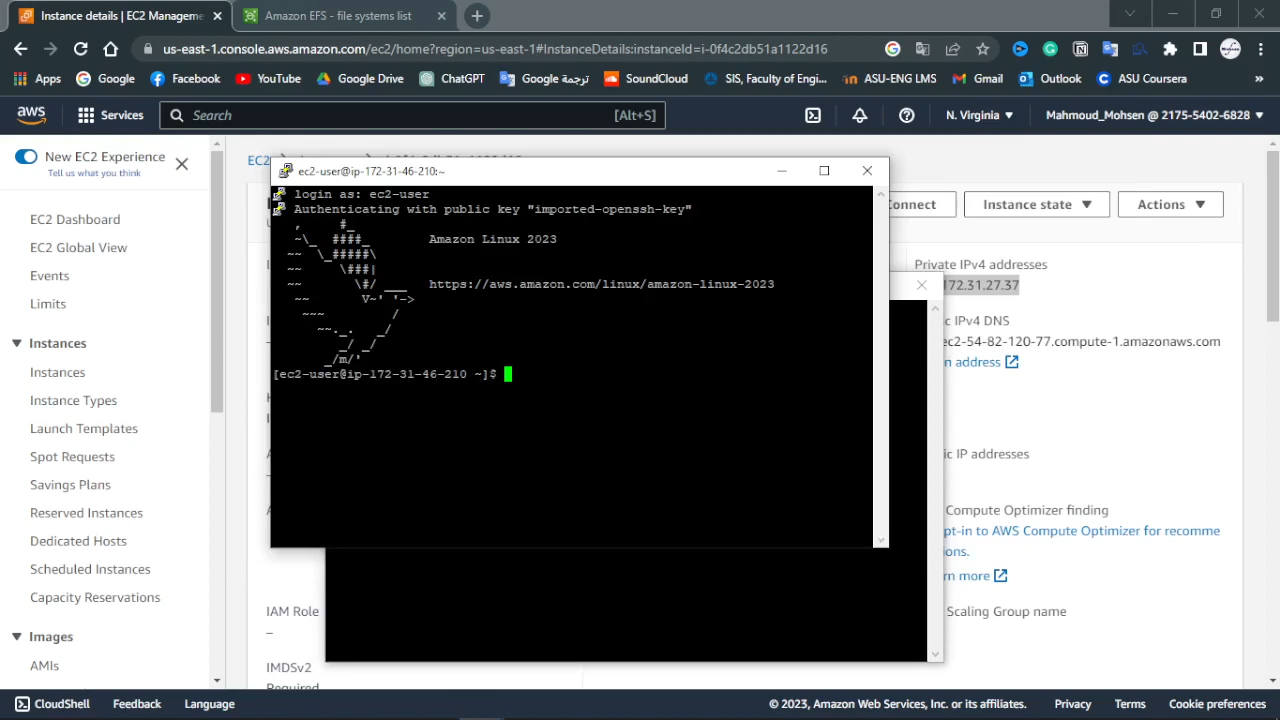 Instance details | EC2 Manageme
Amazon EFS - file systems list
us-east-1.console.aws.amazon.com/ec2/home?region=us-east-1#InstanceDetails:instanceId=i-0f4c2db51a1122d16
Apps
Google
Facebook
YouTube
Google Drive
ChatGPT
ترجمة Google
SoundCloud
SIS, Faculty of Engi...
ASU-ENG LMS
Gmail
Outlook
ASU Coursera
»
aws
Services
Search
[Alt+S]
N. Virginia
Mahmoud_Mohsen @ 2175-5402-6828
New EC2 Experience
Tell us what you think
EC2 Dashboard
EC2 Global View
Events
Limits
Instances
Instances
Instance Types
Launch Templates
Spot Requests
Savings Plans
Reserved Instances
Dedicated Hosts
Scheduled Instances
Capacity Reservations
Images
AMIs
EC2
ec2-user@ip-172-31-46-210:~
login as: ec2-user
Authenticating with public key "imported-openssh-key"
   ,     #_
   ~\_  ####_        Amazon Linux 2023
  ~~  \_#####\
  ~~     \###|
  ~~       \#/ ___   https://aws.amazon.com/linux/amazon-linux-2023
   ~~       V~' '->
    ~~~         /
      ~~._.   _/
         _/ _/
       _/m/'
[ec2-user@ip-172-31-46-210 ~]$
onnect
Instance state
Actions
Private IPv4 addresses
172.31.27.37
ic IPv4 DNS
ec2-54-82-120-77.compute-1.amazonaws.com
n address
ic IP addresses
Compute Optimizer finding
pt-in to AWS Compute Optimizer for recomme
ons.
rn more
Scaling Group name
IAM Role
–
IMDSv2
Required
CloudShell
Feedback
Language
© 2023, Amazon Web Services, Inc. or its affiliates.
Privacy
Terms
Cookie preferences